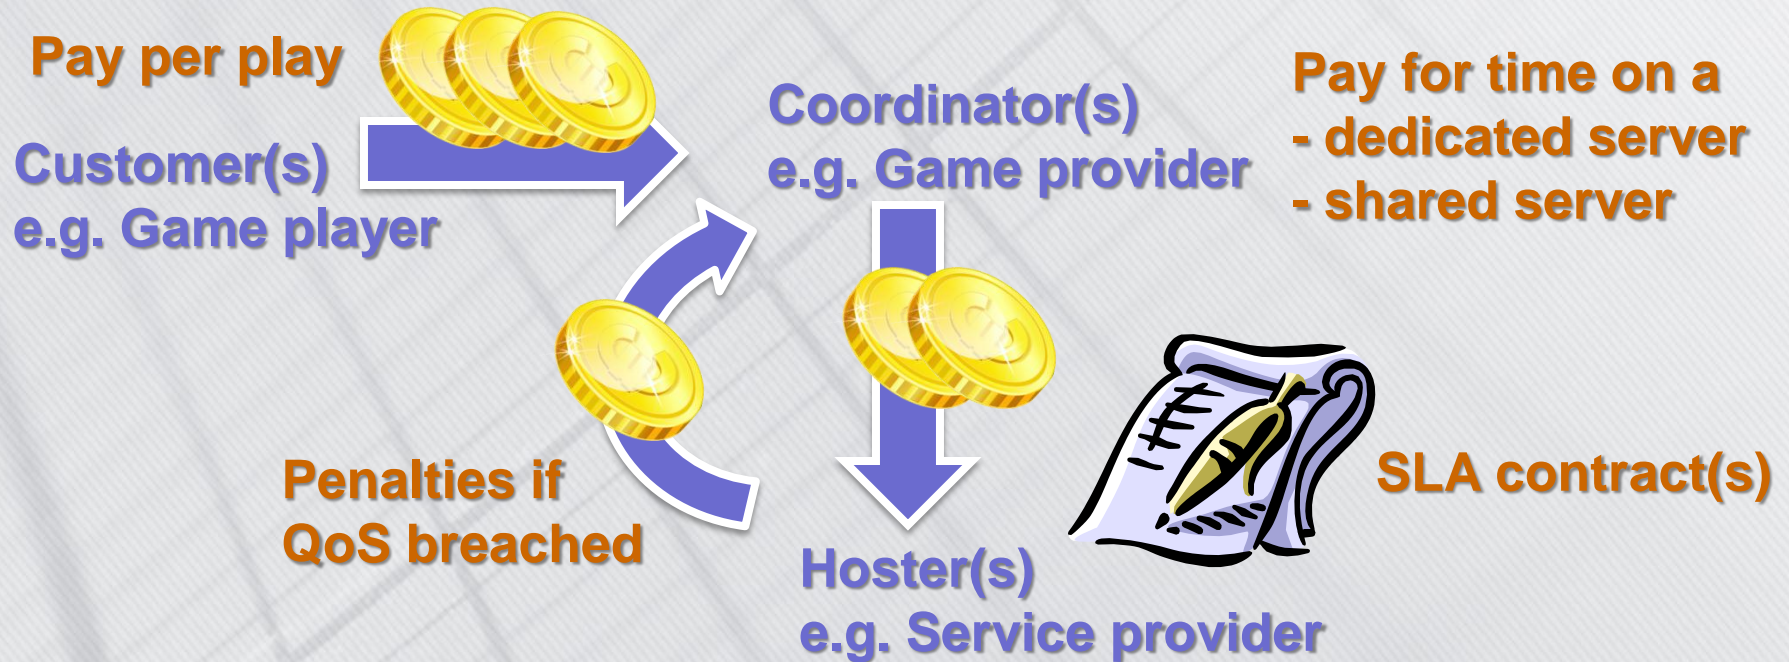 Pay per play
Customer(s)
e.g. Game player
Coordinator(s)
e.g. Game provider
Pay for time on a
- dedicated server
- shared server
Penalties if
QoS breached
SLA contract(s)
Hoster(s)
e.g. Service provider